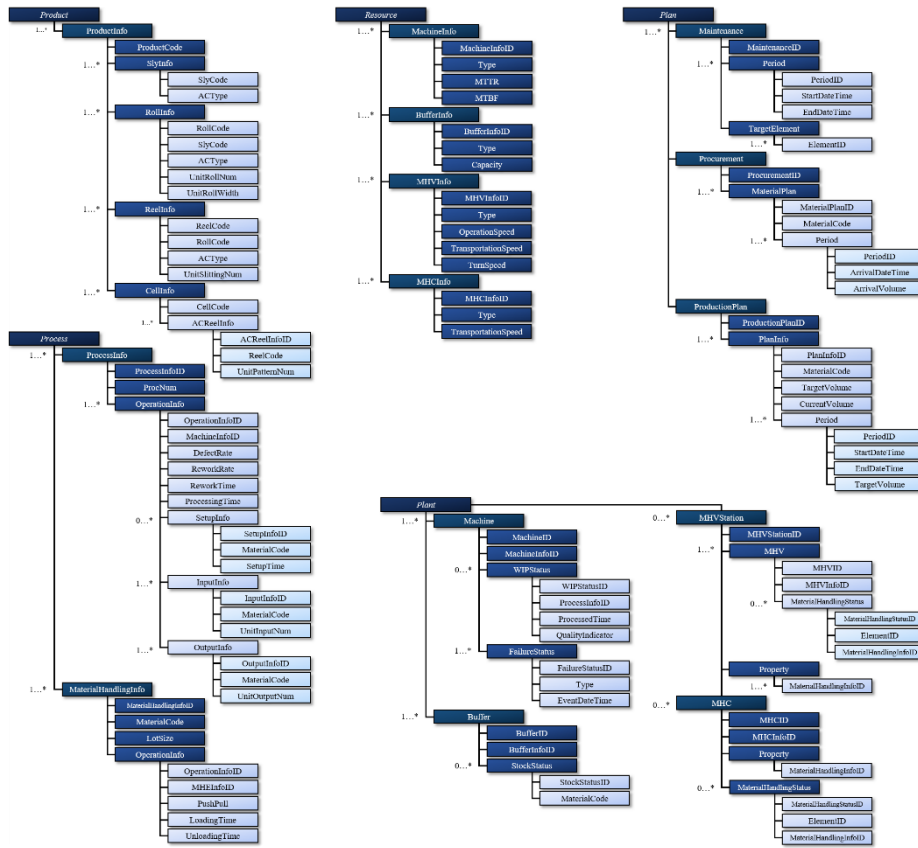 Product
1...*
ProductInfo
ProductCode
1...*
SlyInfo
SlyCode
ACType
1...*
RollInfo
RollCode
SlyCode
ACType
UnitRollNum
UnitRollWidth
1...*
ReelInfo
ReelCode
RollCode
ACType
UnitSlittingNum
1...*
CellInfo
CellCode
1...*
ACReelInfo
ACReelInfoID
ReelCode
UnitPatternNum
Process
1...*
ProcessInfo
ProcessInfoID
ProcNum
1...*
OperationInfo
OperationInfoID
MachineInfoID
DefectRate
ReworkRate
ReworkTime
ProcessingTime
0...*
SetupInfo
SetupInfoID
MaterialCode
SetupTime
1...*
InputInfo
InputInfoID
MaterialCode
UnitInputNum
1...*
OutputInfo
OutputInfoID
MaterialCode
UnitOutputNum
1...*
MaterialHandlingInfo
MaterialHandlingInfoID
MaterialCode
LotSize
OperationInfo
OperationInfoID
MHEInfoID
PushPull
LoadingTime
UnloadingTime
Resource
1...*
MachineInfo
MachineInfoID
Type
MTTR
MTBF
1...*
BufferInfo
BufferInfoID
Type
Capacity
1...*
MHVInfo
MHVInfoID
Type
OperationSpeed
TransportationSpeed
TurnSpeed
1...*
MHCInfo
MHCInfoID
Type
TransportationSpeed
Plan
1...*
Maintenance
MaintenanceID
1...*
Period
PeriodID
StartDateTime
EndDateTime
TargetElement
1...*
ElementID
Procurement
ProcurementID
1...*
MaterialPlan
MaterialPlanID
MaterialCode
1...*
Period
PeriodID
ArrivalDateTime
ArrivalVolume
ProductionPlan
ProductionPlanID
1...*
PlanInfo
PlanInfoID
MaterialCode
TargetVolume
CurrentVolume
1...*
Period
PeriodID
StartDateTime
EndDateTime
TargetVolume
Plant
1...*
Machine
MachineID
MachineInfoID
0...*
WIPStatus
WIPStatusID
ProcessInfoID
ProcessedTime
QualityIndicator
1...*
FailureStatus
FailureStatusID
Type
EventDateTime
1...*
Buffer
BufferID
BufferInfoID
0...*
StockStatus
StockStatusID
MaterialCode
0...*
MHVStation
MHVStationID
1...*
MHV
MHVID
MHVInfoID
0...*
MaterialHandlingStatus
MaterialHandlingStatusID
ElementID
MaterialHandlingInfoID
Property
1...*
MaterialHandlingInfoID
0...*
MHC
MHCID
MHCInfoID
Property
MaterialHandlingInfoID
0...*
MaterialHandlingStatus
MaterialHandlingStatusID
ElementID
MaterialHandlingInfoID